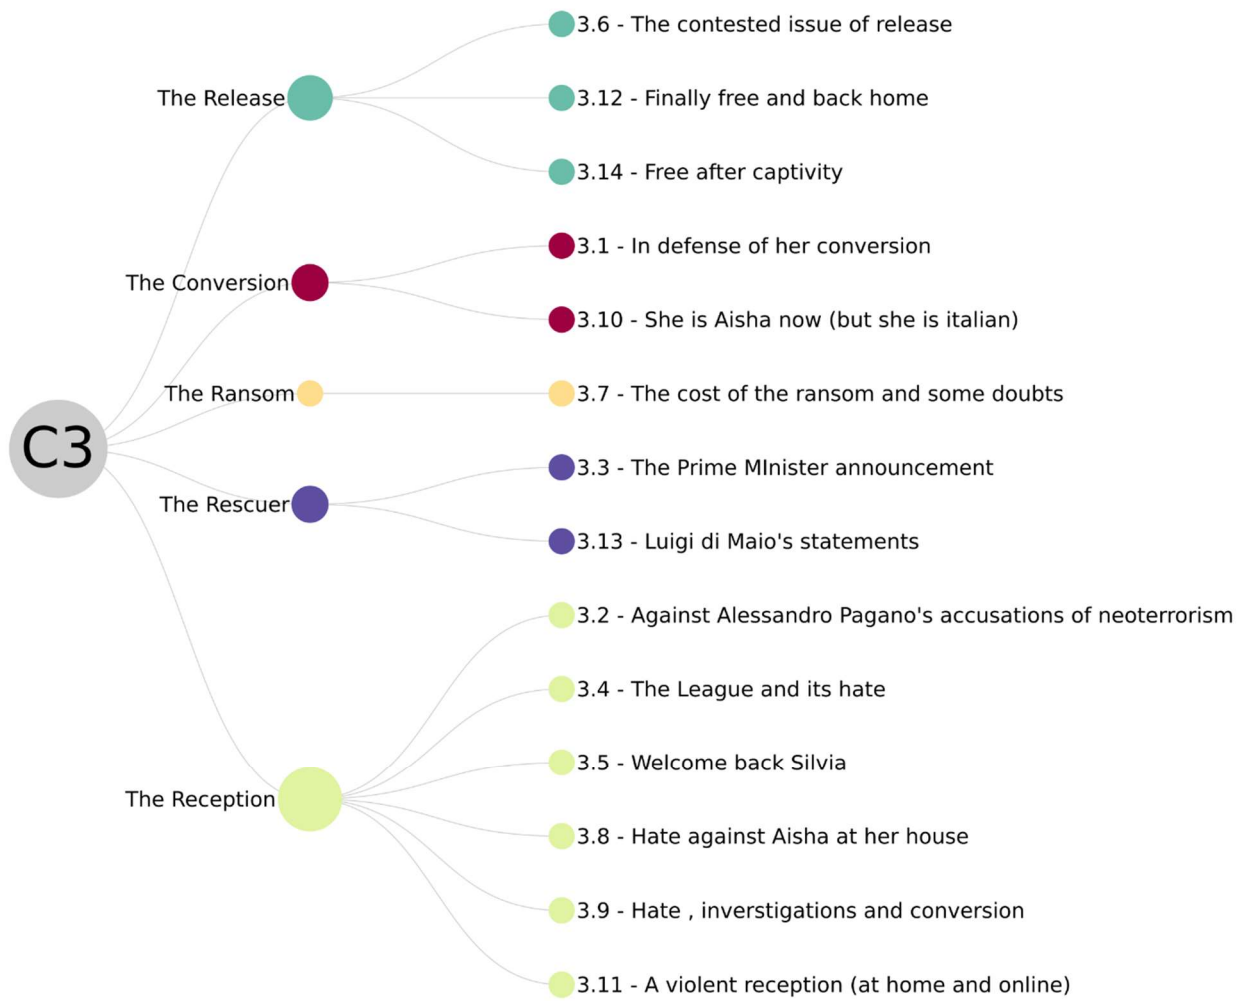 3.6 - The contested issue of release
The Release
3.12 - Finally free and back home
3.14 - Free after captivity
3.1 - In defense of her conversion
The Conversion
3.10 - She is Aisha now (but she is italian)
The Ransom
3.7 - The cost of the ransom and some doubts
C3
3.3 - The Prime MInister announcement
The Rescuer
3.13 - Luigi di Maio's statements
3.2 - Against Alessandro Pagano's accusations of neoterrorism
3.4 - The League and its hate
3.5 - Welcome back Silvia
The Reception
3.8 - Hate against Aisha at her house
3.9 - Hate , inverstigations and conversion
3.11 - A violent reception (at home and online)